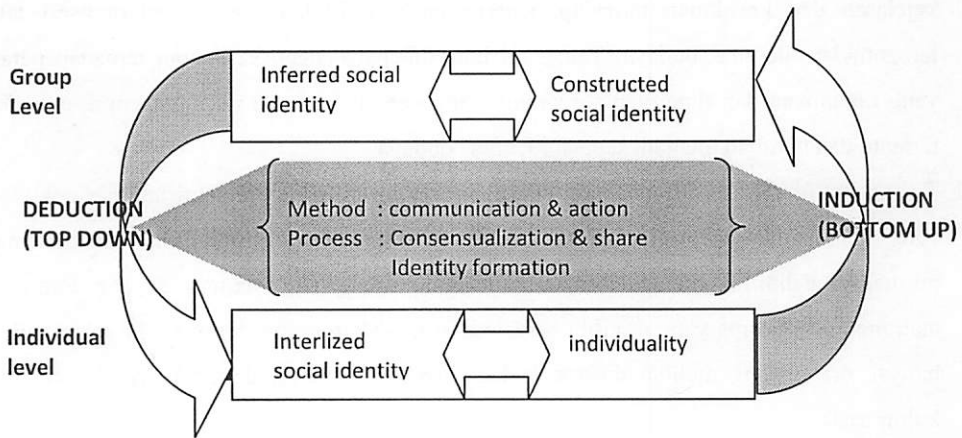 Group
Level
Inferred social
identity
Constructed
social identity
DEDUCTION
(TOP DOWN)
Method : communication & action
Process : Consensualization & share
Identity formation
INDUCTION
(BOTTOM UP)
Individual
level
Interlized
social identity
individuality